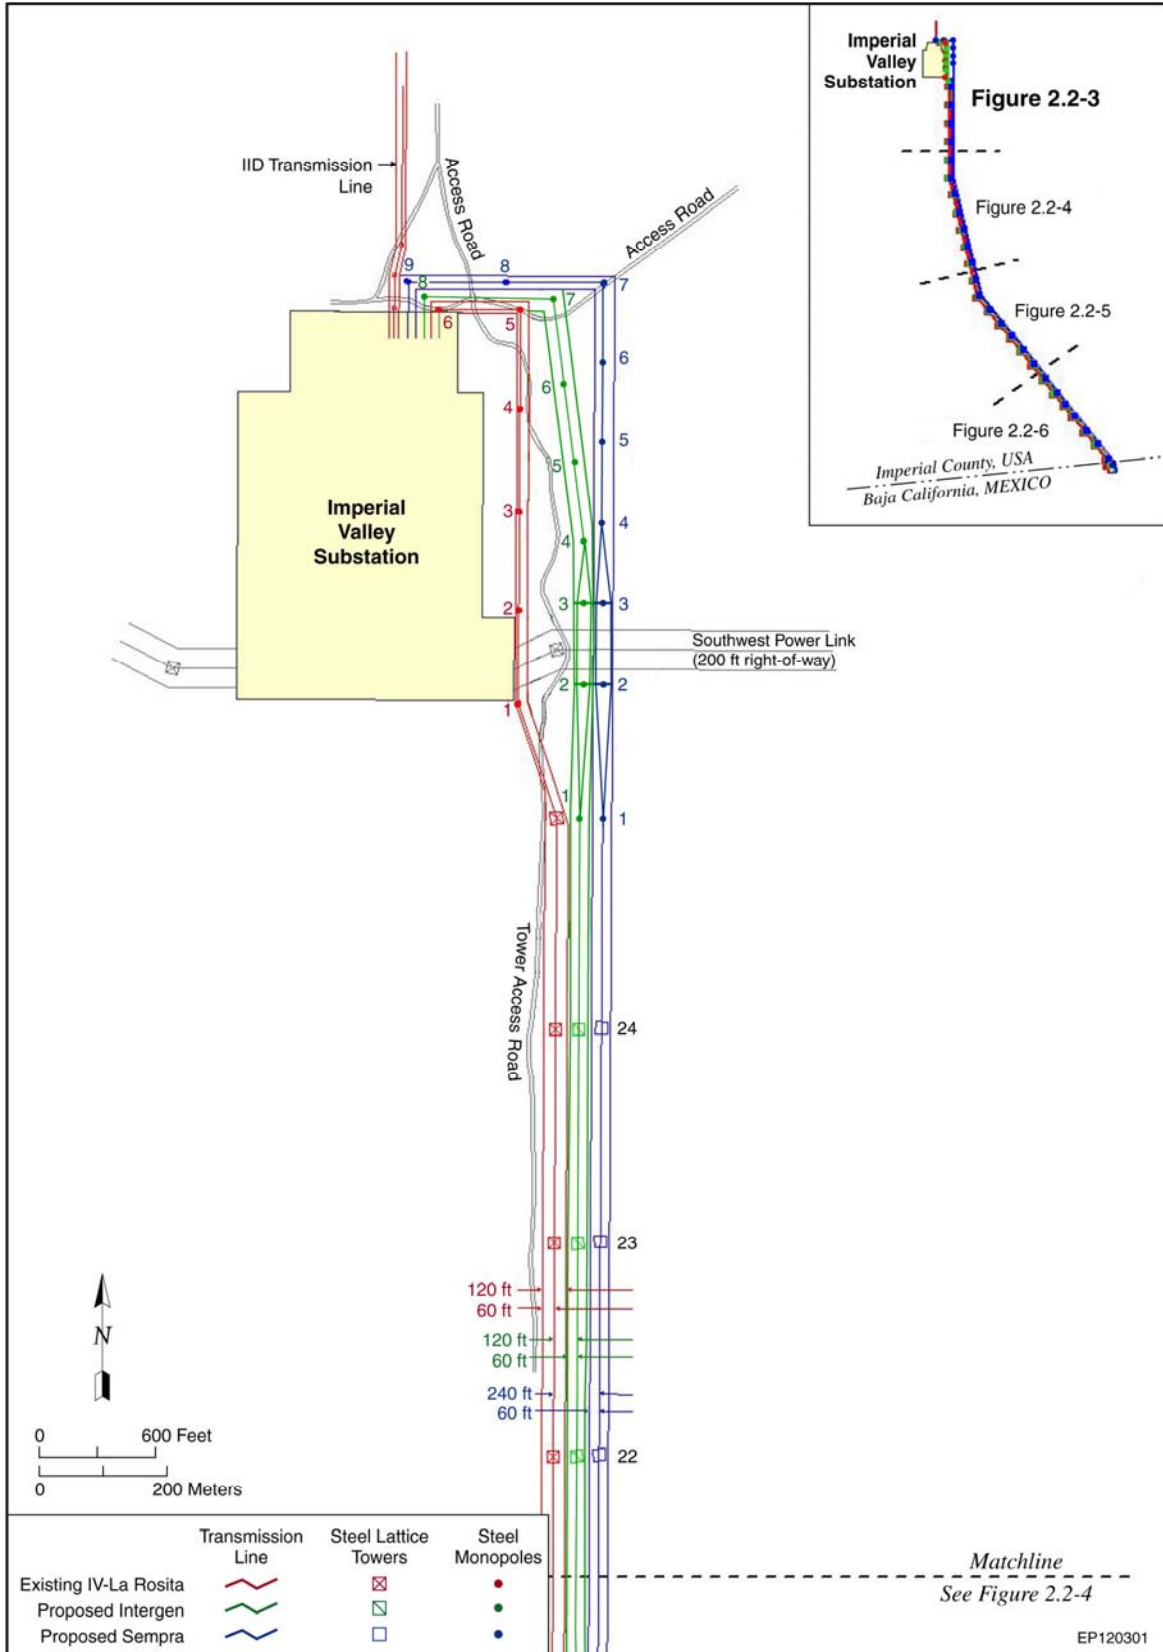 Imperial
Valley
Substation
Figure 2.2-3
Figure 2.2-4
Figure 2.2-5
Figure 2.2-6
Imperial County, USA
Baja California, MEXICO
IID Transmission
Line
Access Road
Access Road
9
8
7
8
7
6
5
6
6
4
5
5
3
4
4
3
3
2
Imperial
Valley
Substation
Southwest Power Link
(200 ft right-of-way)
2
2
1
1
1
Tower Access Road
24
23
120 ft
60 ft
120 ft
60 ft
240 ft
60 ft
22
N
0 600 Feet
0 200 Meters
Transmission
Line
Steel Lattice
Towers
Steel
Monopoles
Existing IV-La Rosita
Proposed Intergen
Proposed Sempra
Matchline
See Figure 2.2-4
EP120301